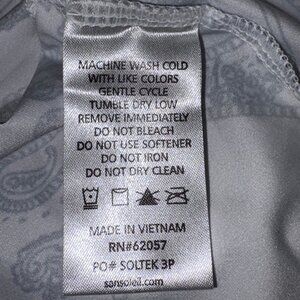 MACHINE WASH COLD
WITH LIKE COLORS
GENTLE CYCLE
TUMBLE DRY LOW
REMOVE IMMEDIATELY
DO NOT BLEACH
DO NOT USE SOFTENER
DO NOT IRON
DO NOT DRY CLEAN
MADE IN VIETNAM
RN#62057
PO# SOLTEK 3P
sansoleil.com